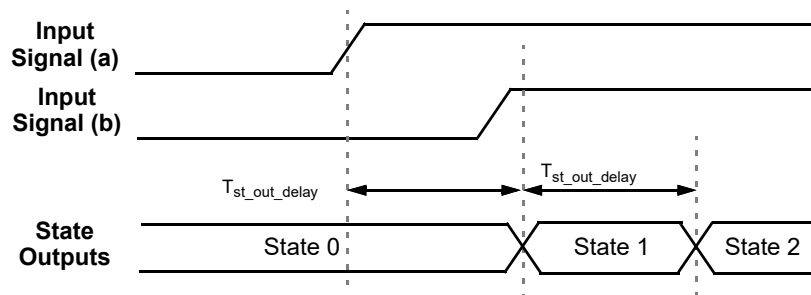 Input
Signal (a)
Input
Signal (b)
Tst_out_delay
Tst_out_delay
State
Outputs
State 0
State 1
State 2